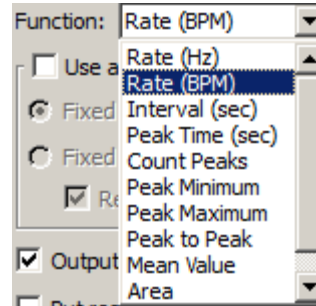 Function: Rate (BPM)
Use a
Fixed
Fixed
Re
Output
Rate (Hz)
Rate (BPM)
Interval (sec)
Peak Time (sec)
Count Peaks
Peak Minimum
Peak Maximum
Peak to Peak
Mean Value
Area